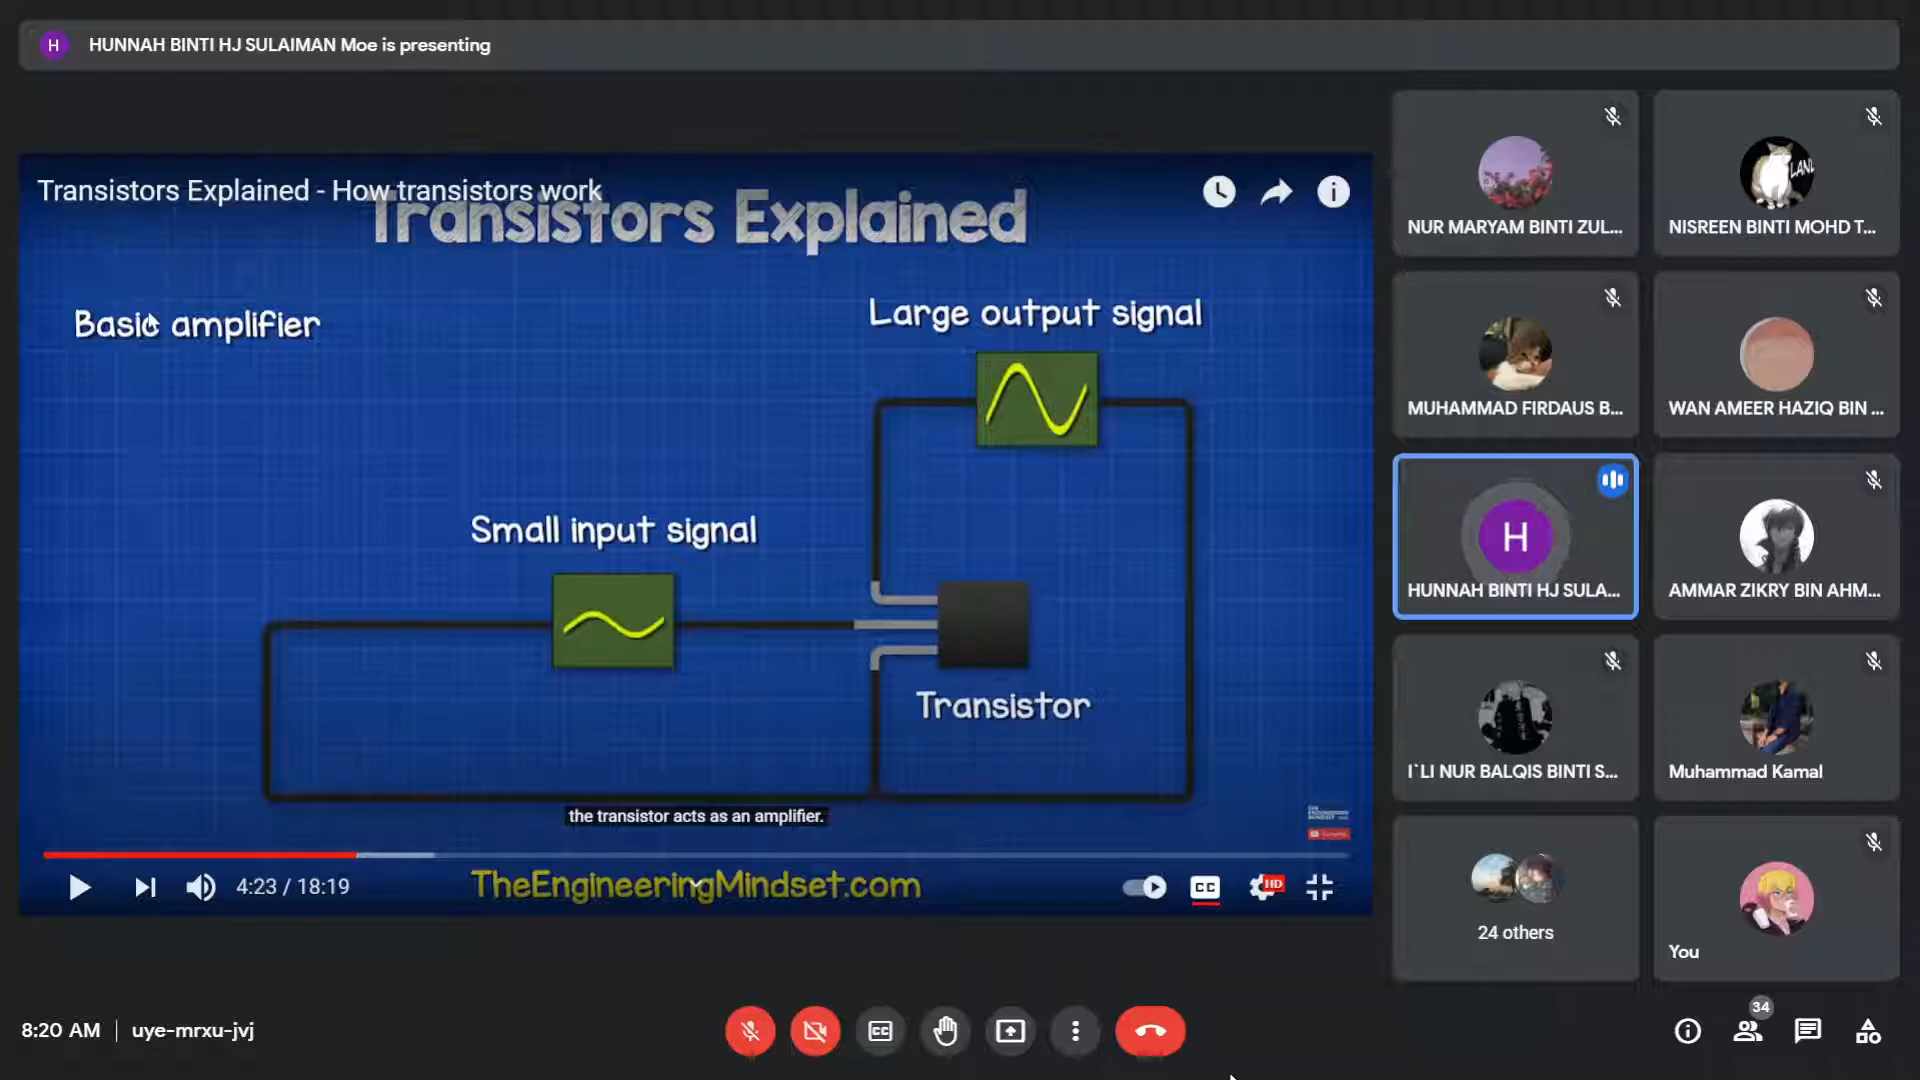 H HUNNAH BINTI HJ SULAIMAN Moe is presenting
Transistors Explained - How transistors work
Transistors Explained
Basic amplifier
Large output signal
Small input signal
Transistor
the transistor acts as an amplifier.
4:23 / 18:19
TheEngineeringMindset.com
CC
HD
NUR MARYAM BINTI ZUL...
LANL
NISREEN BINTI MOHD T...
MUHAMMAD FIRDAUS B...
WAN AMEER HAZIQ BIN ...
H
HUNNAH BINTI HJ SULA...
AMMAR ZIKRY BIN AHM...
I`LI NUR BALQIS BINTI S...
Muhammad Kamal
24 others
You
8:20 AM | uye-mrxu-jvj
CC
34